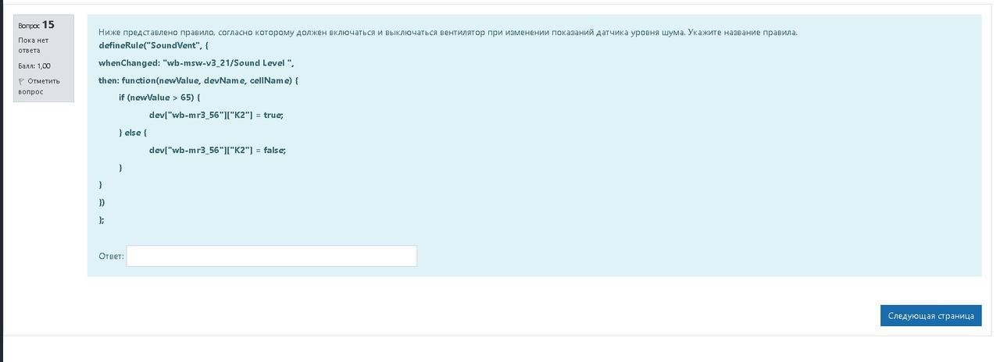 Вопрос 15
Пока нет
ответа
Балл: 1,00
Отметить
вопрос
Ниже представлено правило, согласно которому должен включаться и выключаться вентилятор при изменении показаний датчика уровня шума. Укажите название правила.
defineRule("SoundVent", {
whenChanged: "wb-msw-v3_21/Sound Level ",
then: function(newValue, devName, cellName) {
if (newValue > 65) {
dev["wb-mr3_56"]["K2"] = true;
} else {
dev["wb-mr3_56"]["K2"] = false;
}
}
})
};
Ответ:
Следующая страница